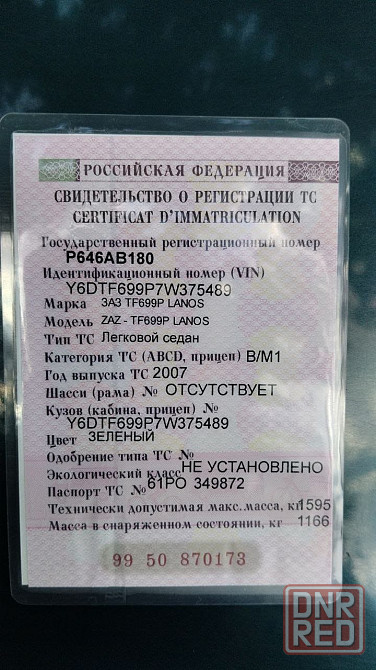 РОССИЙСКАЯ ФЕДЕРАЦИЯ
СВИДЕТЕЛЬСТВО О РЕГИСТРАЦИИ ТС
CERTIFICAT D'IMMATRICULATION
Государственный регистрационный номер
Р646АВ180
Идентификационный номер (VIN)
Y6DTF699P7W375489
Марка ЗАЗ TF699P LANOS
Модель ZAZ - TF699P LANOS
Тип ТС Легковой седан
Категория ТС (ABCD, прицеп) B/M1
Год выпуска ТС 2007
Шасси (рама) № ОТСУТСТВУЕТ
Кузов (кабина, прицеп) №
Y6DTF699P7W375489
Цвет ЗЕЛЕНЫЙ
Одобрение типа ТС №
Экологический класс НЕ УСТАНОВЛЕНО
Паспорт ТС № 61РО 349872
Технически допустимая макс.масса, кг 1595
Масса в снаряженном состоянии, кг 1166
99 50 870173
DNR
RED